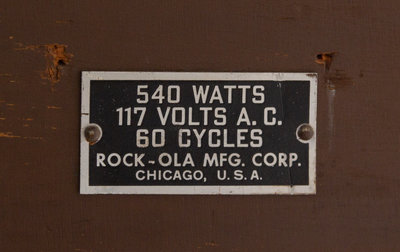 540 WATTS
117 VOLTS A.C.
60 CYCLES
ROCK-OLA MFG. CORP.
CHICAGO, U.S.A.